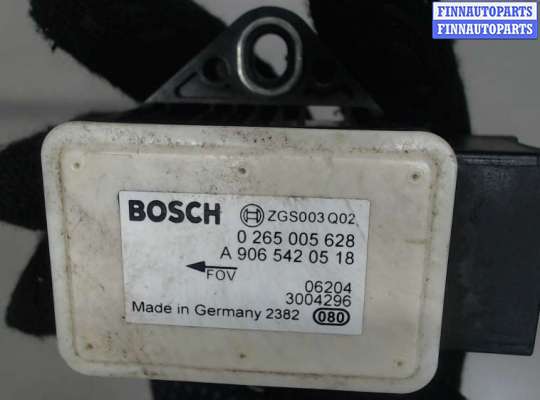 FINNAUTOPARTS
FINNAUTOPARTS
BOSCH ZGS003 Q02
0 265 005 628
A 906 542 05 18
FOV
06204
3004296
Made in Germany 2382 080